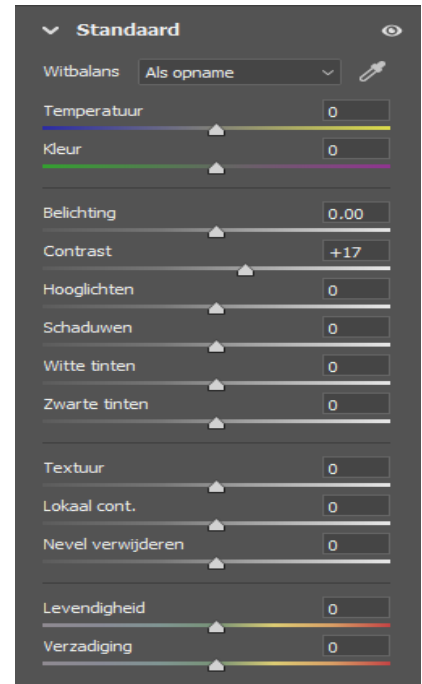 Standaard
Witbalans Als opname
Temperatuur 0
Kleur 0
Belichting 0.00
Contrast +17
Hooglichten 0
Schaduwen 0
Witte tinten 0
Zwarte tinten 0
Textuur 0
Lokaal cont. 0
Nevel verwijderen 0
Levendigheid 0
Verzadiging 0